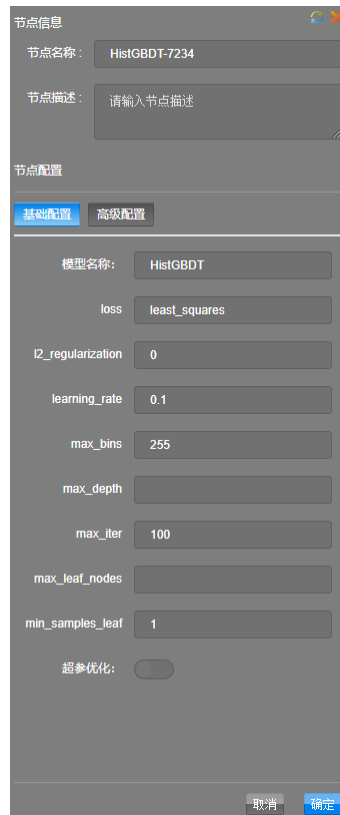 节点信息
节点名称： HistGBDT-7234
节点描述： 请输入节点描述
节点配置
基础配置 高级配置
模型名称： HistGBDT
loss least_squares
l2_regularization 0
learning_rate 0.1
max_bins 255
max_depth
max_iter 100
max_leaf_nodes
min_samples_leaf 1
超参优化：
取消 确定